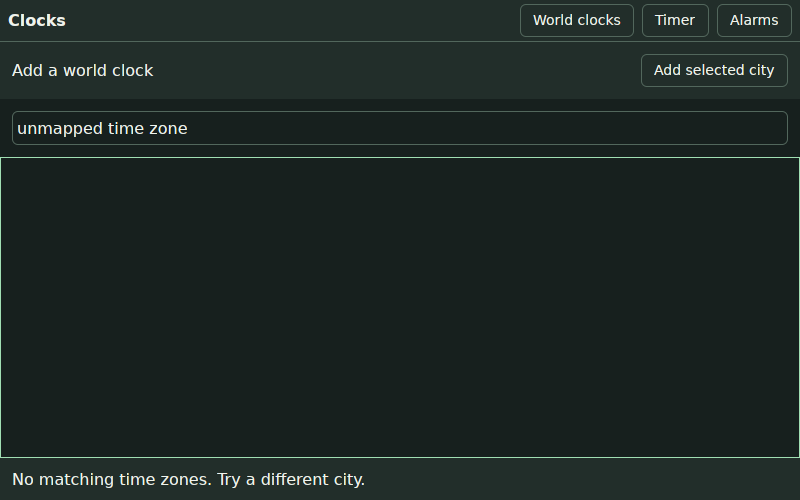 Clocks
World clocks
Timer
Alarms
Add a world clock
Add selected city
unmapped time zone
No matching time zones. Try a different city.